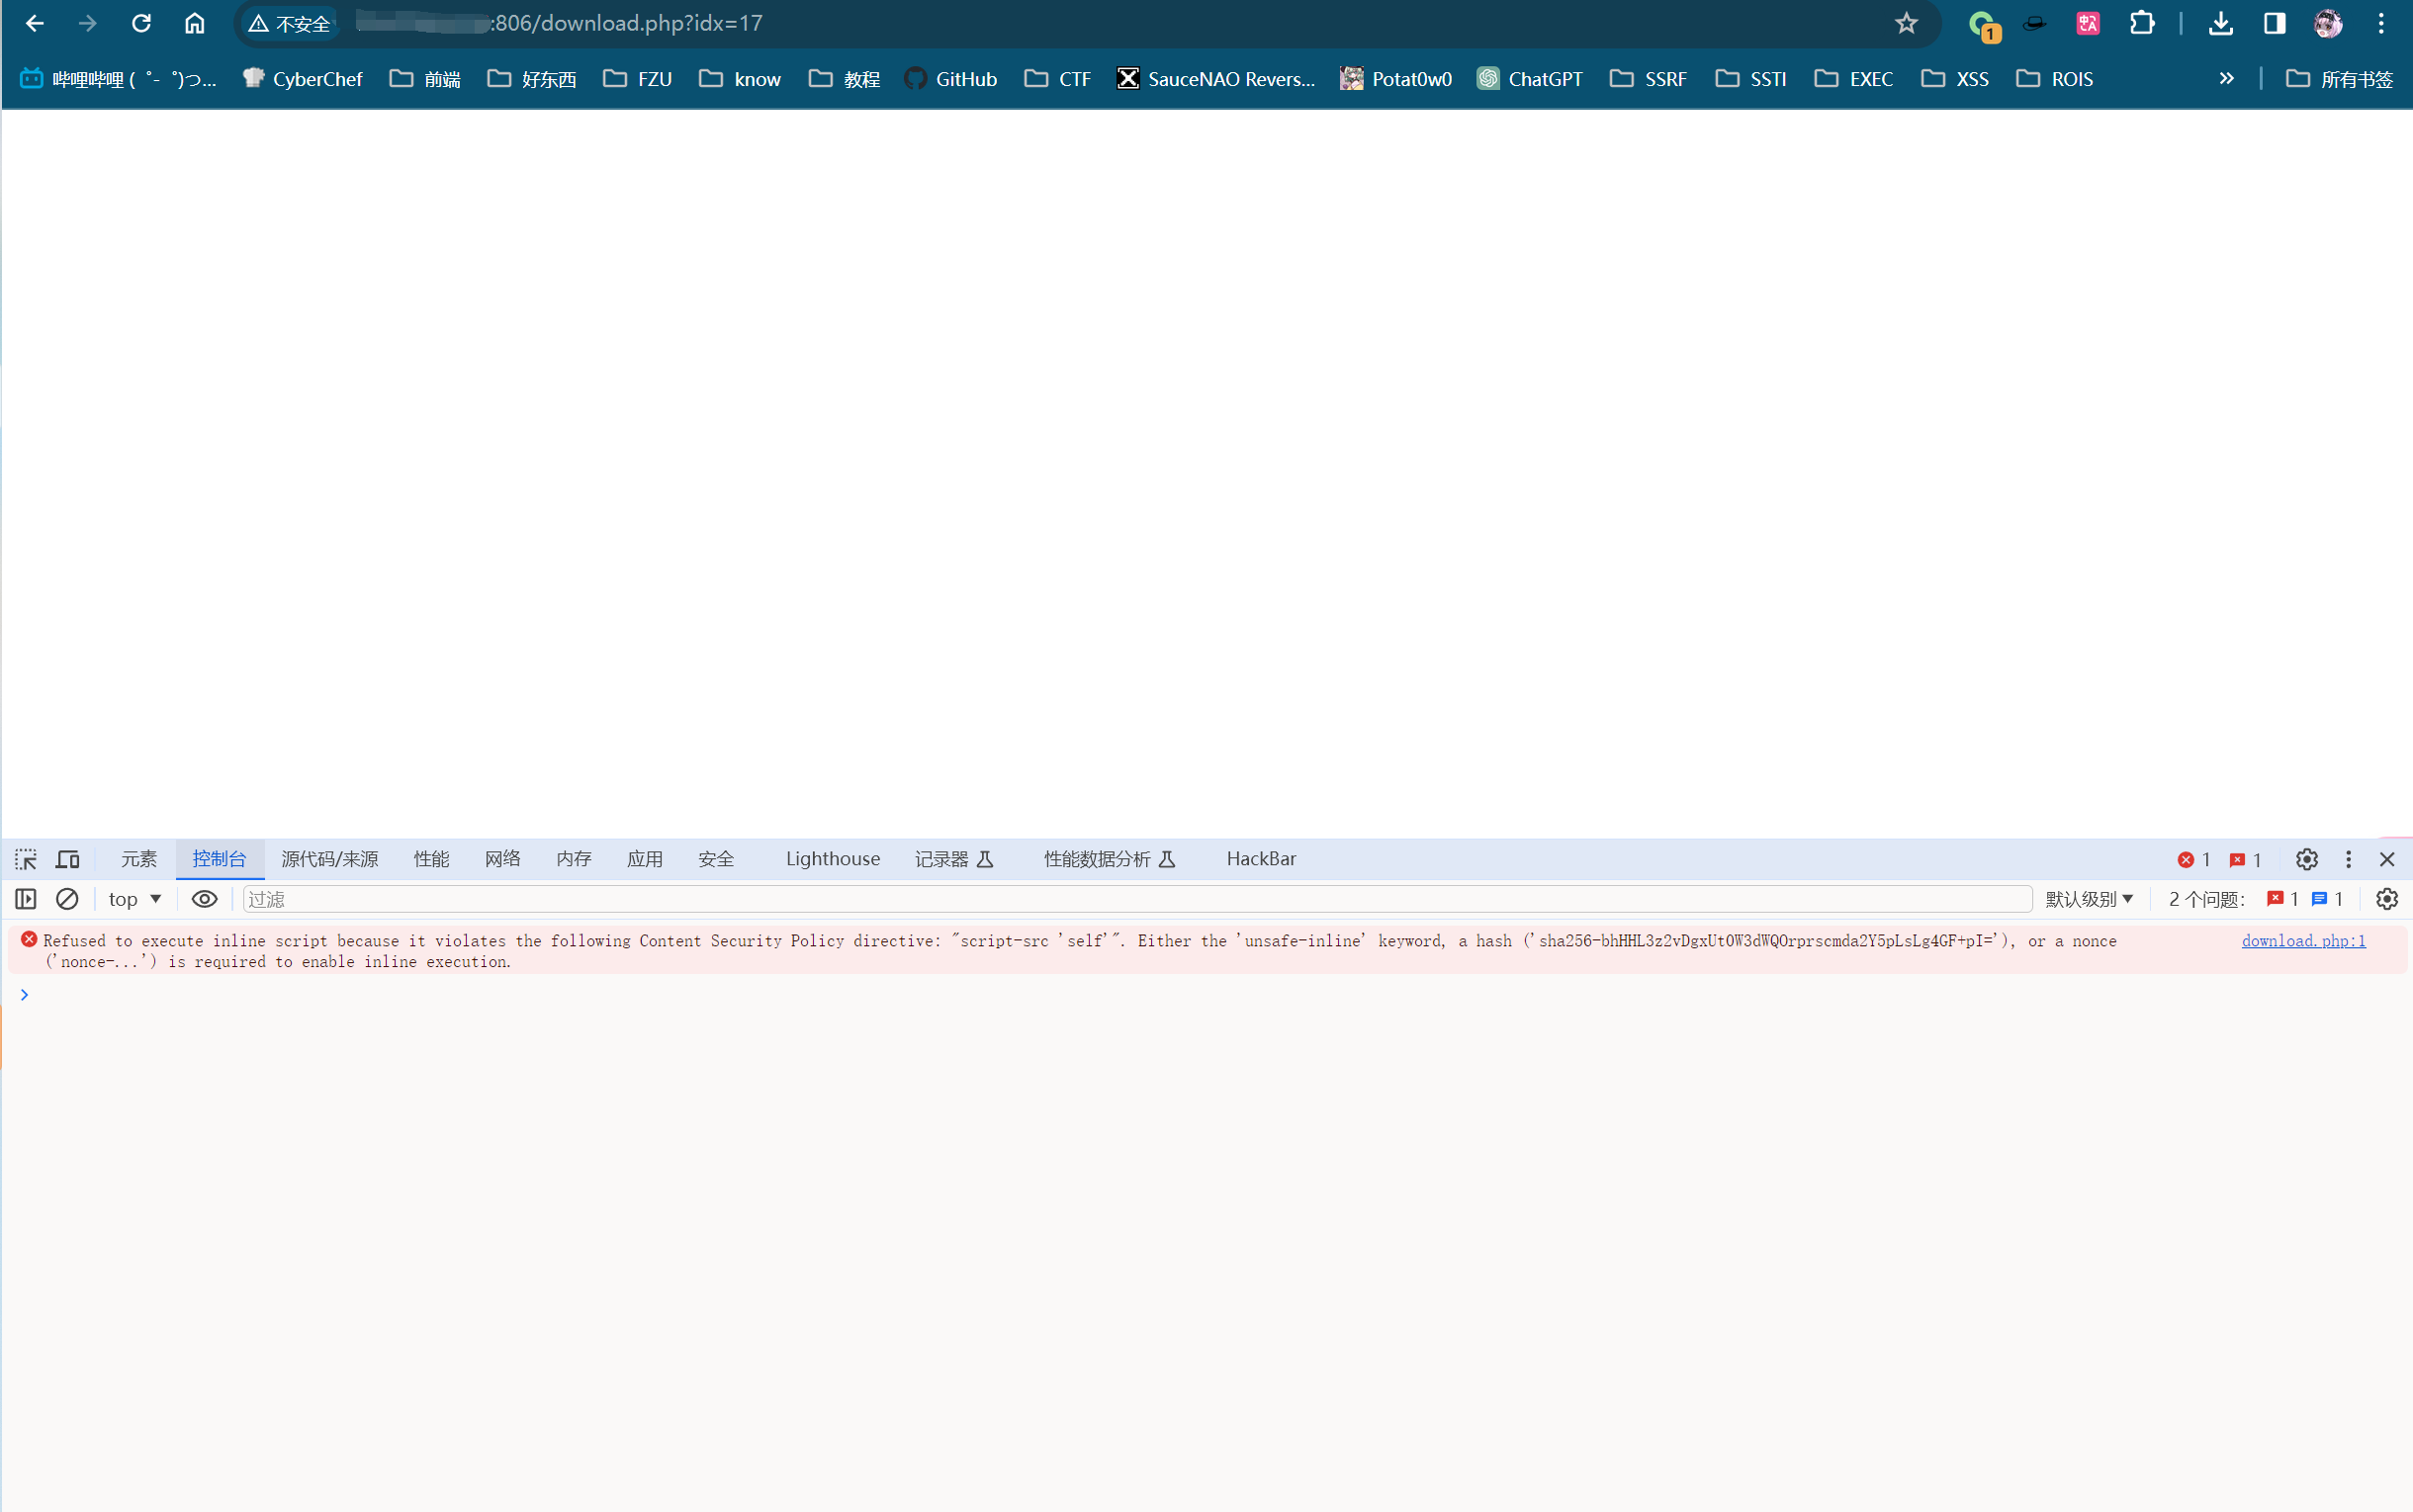 不安全 :806/download.php?idx=17 1
哔哩哔哩 ( ゜- ゜)つ... CyberChef 前端 好东西 FZU know 教程 GitHub CTF SauceNAO Revers... Potat0w0 ChatGPT SSRF SSTI EXEC XSS ROIS » 所有书签
元素 控制台 源代码/来源 性能 网络 内存 应用 安全 Lighthouse 记录器 性能数据分析 HackBar 1 1
top 过滤 默认级别 2 个问题: 1 1
Refused to execute inline script because it violates the following Content Security Policy directive: "script-src 'self'". Either the 'unsafe-inline' keyword, a hash ('sha256-bhHHL3z2vDgxUt0W3dWQOrprscmda2Y5pLsLg4GF+pI='), or a nonce download.php:1
('nonce-...') is required to enable inline execution.